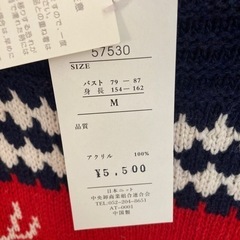 57530
SIZE
バスト 79 - 87
身長 154-162
M
品質
アクリル 100%
¥5,500
日本ニット
中央卸商業組合連合会
TEL.052-204-0651
AT-0001
中国製